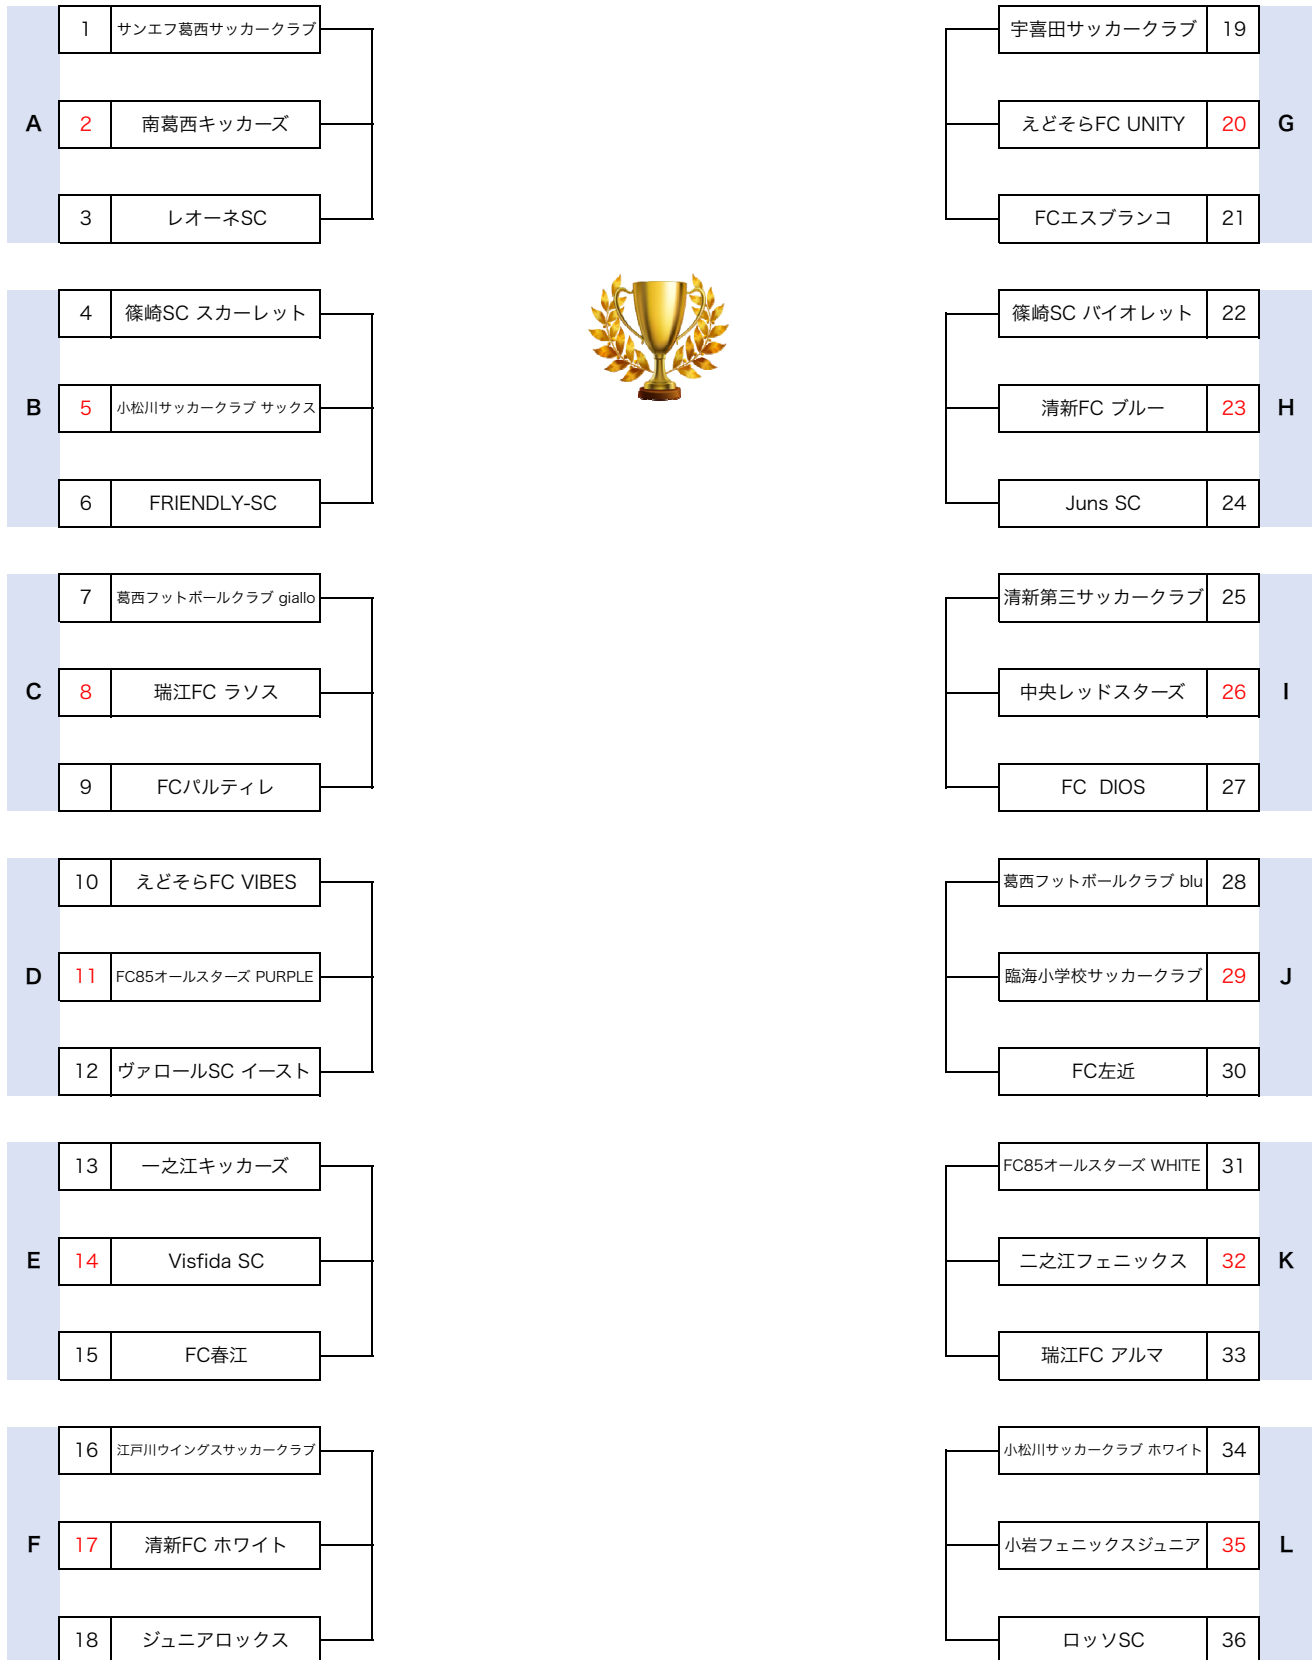 A
1 サンエフ葛西サッカークラブ
2 南葛西キッカーズ
3 レオーネSC
B
4 篠崎SC スカーレット
5 小松川サッカークラブ サックス
6 FRIENDLY-SC
C
7 葛西フットボールクラブ giallo
8 瑞江FC ラソス
9 FCパルティレ
D
10 えどそらFC VIBES
11 FC85オールスターズ PURPLE
12 ヴァロールSC イースト
E
13 一之江キッカーズ
14 Visfida SC
15 FC春江
F
16 江戸川ウイングスサッカークラブ
17 清新FC ホワイト
18 ジュニアロックス
宇喜田サッカークラブ 19
えどそらFC UNITY 20
FCエスブランコ 21
G
篠崎SC バイオレット 22
清新FC ブルー 23
Juns SC 24
H
清新第三サッカークラブ 25
中央レッドスターズ 26
FC DIOS 27
I
葛西フットボールクラブ blu 28
臨海小学校サッカークラブ 29
FC左近 30
J
FC85オールスターズ WHITE 31
二之江フェニックス 32
瑞江FC アルマ 33
K
小松川サッカークラブ ホワイト 34
小岩フェニックスジュニア 35
ロッソSC 36
L